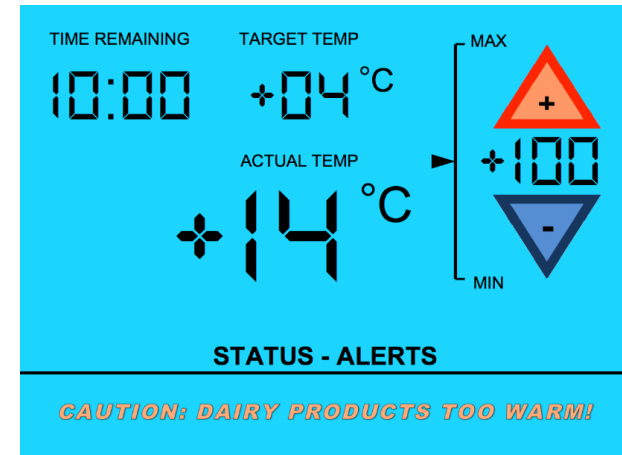 TIME REMAINING
TARGET TEMP
MAX
10:00
+04°C
+
+100
ACTUAL TEMP
+14°C
-
MIN
STATUS - ALERTS
CAUTION: DAIRY PRODUCTS TOO WARM!